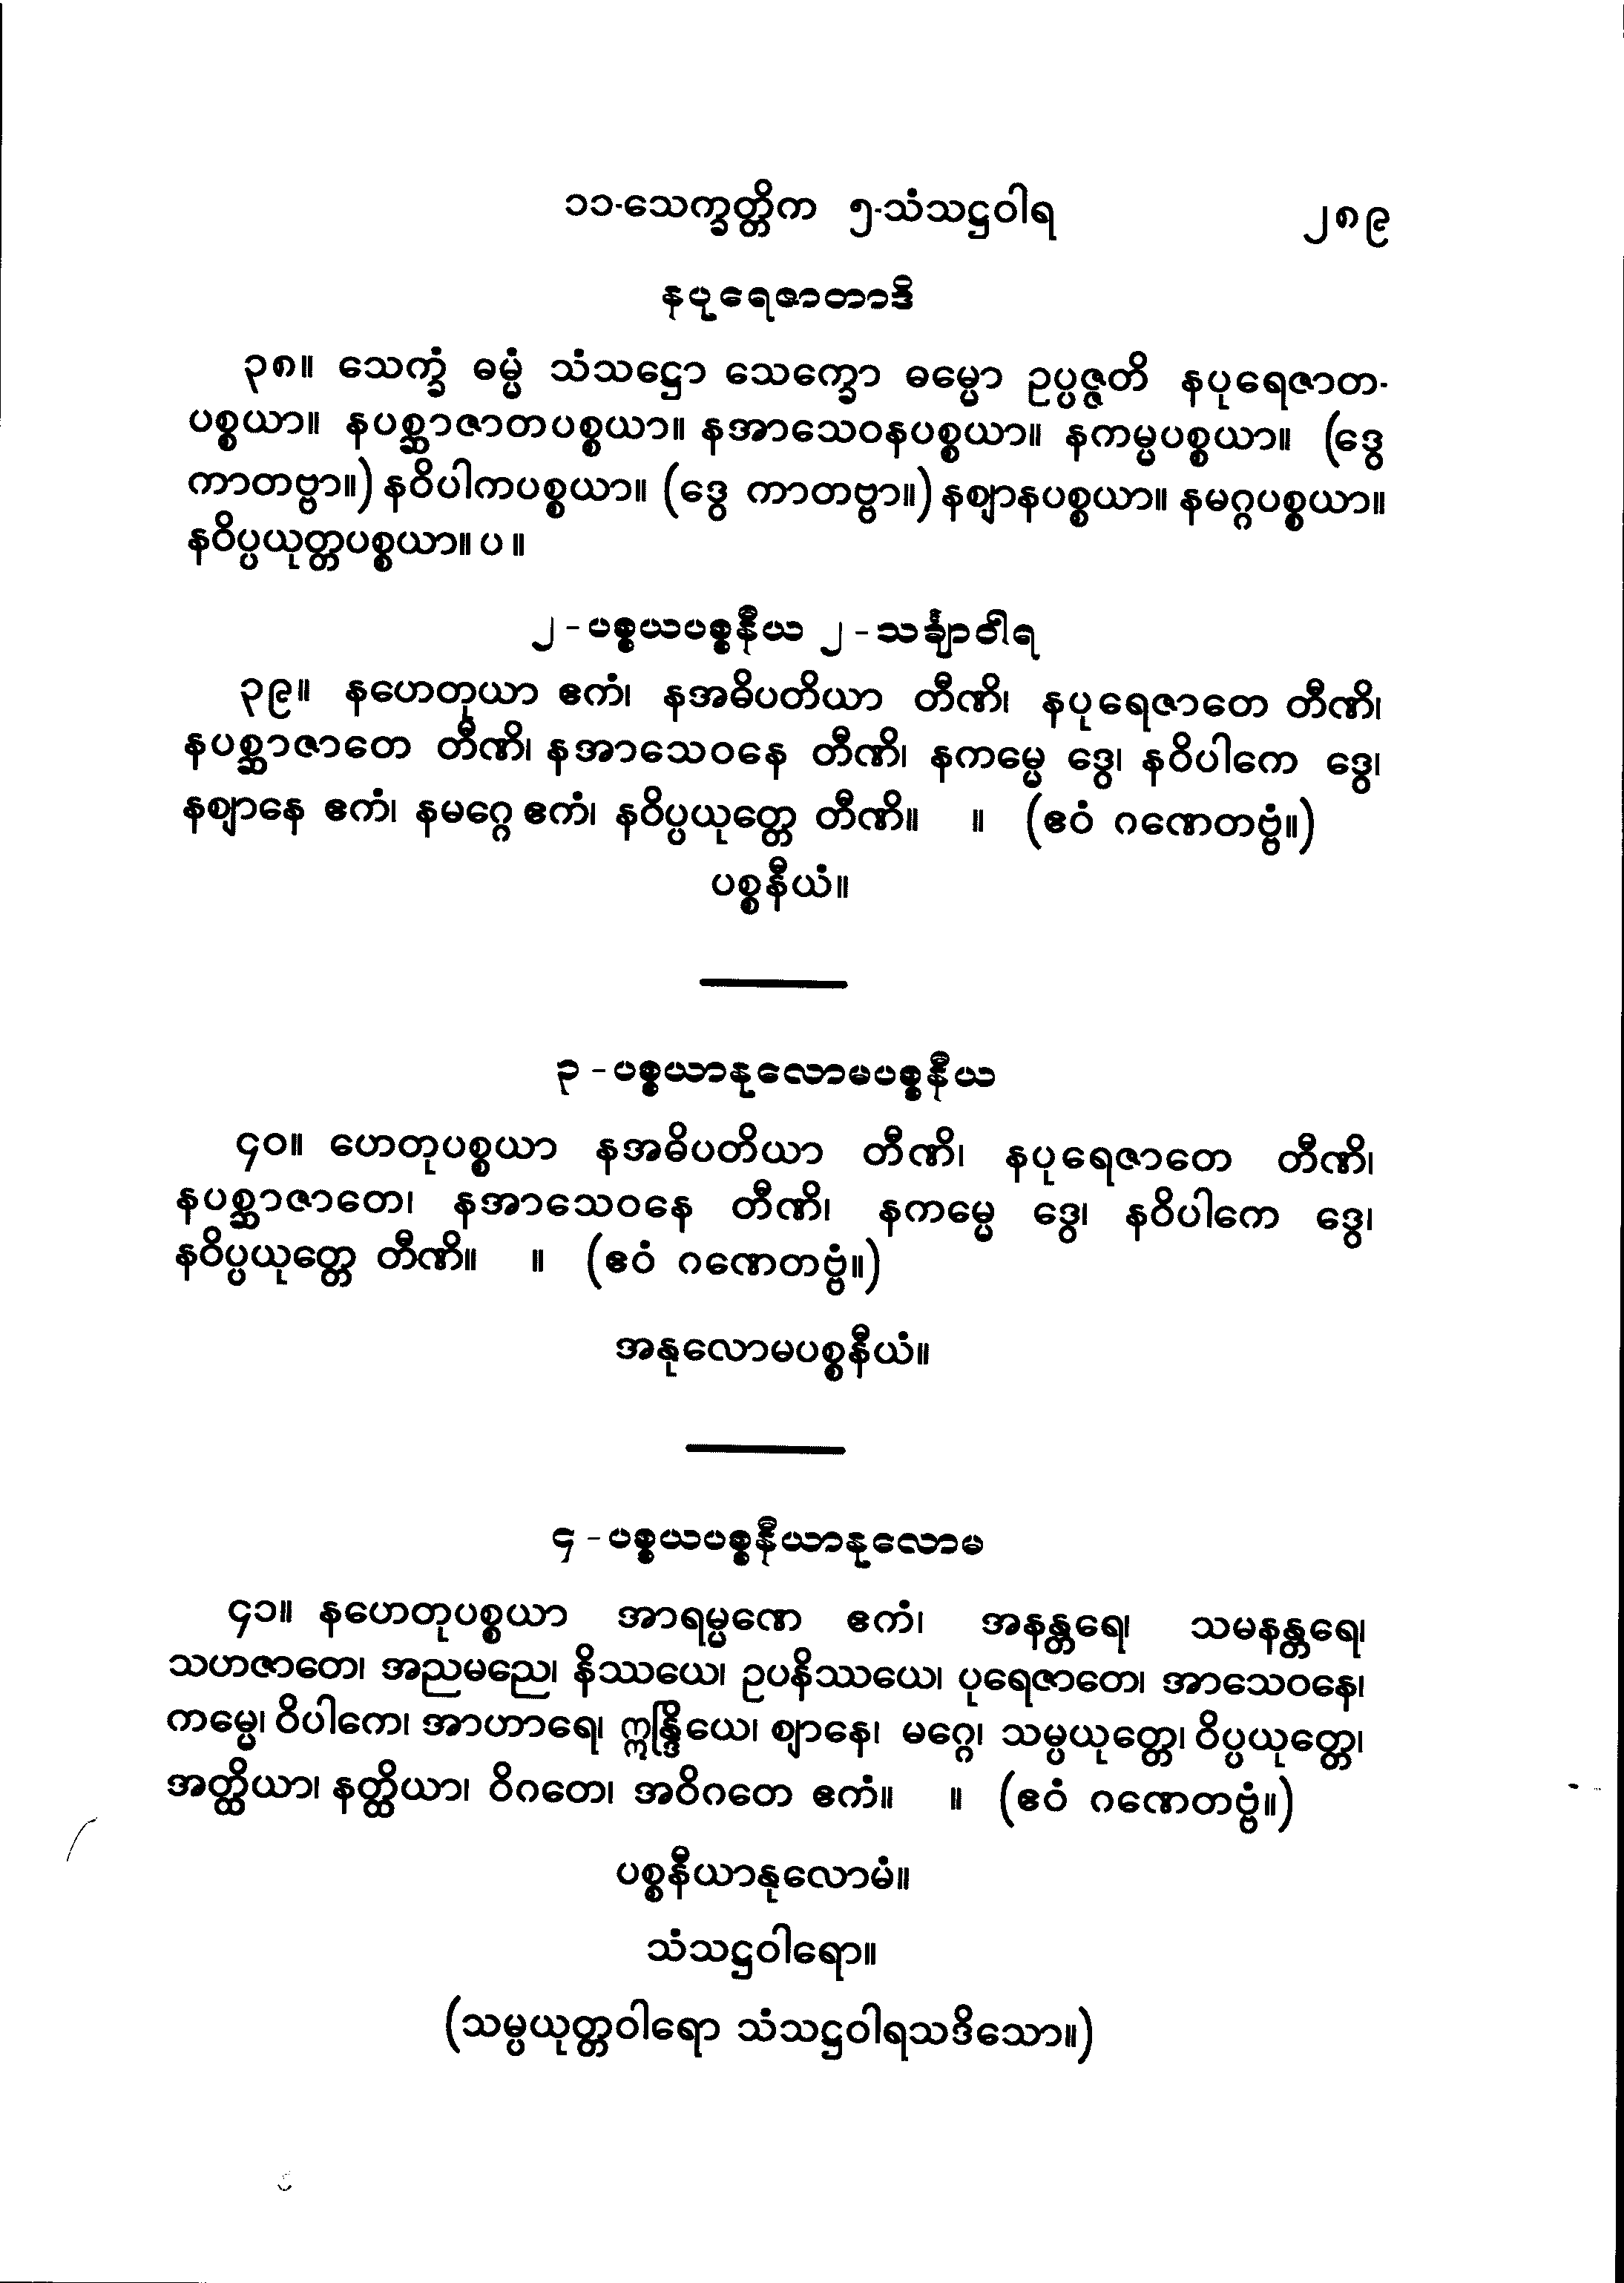 ၁၁-သေက္ခတ္တိက ၅-သံသဋ္ဌဝါရ ၂၈၉
နပုရေဇာတာဒိ
၃၈။ သေက္ခံ ဓမ္မံ သံသဋ္ဌော သေက္ခော ဓမ္မော ဥပ္ပဇ္ဇတိ နပုရေဇာတ-
ပစ္စယာ။ နပစ္ဆာဇာတပစ္စယာ။ နအာသေဝနပစ္စယာ။ နကမ္မပစ္စယာ။ (ဒွေ
ကာတဗ္ဗာ။) နဝိပါကပစ္စယာ။ (ဒွေ ကာတဗ္ဗာ။) နဈာနပစ္စယာ။ နမဂ္ဂပစ္စယာ။
နဝိပ္ပယုတ္တပစ္စယာ။ ပ ။
၂-ပစ္စယပစ္စနီယ ၂-သင်္ချာဝါရ
၃၉။ နဟေတုယာ ဧကံ၊ နအဓိပတိယာ တီဏိ၊ နပုရေဇာတေ တီဏိ၊
နပစ္ဆာဇာတေ တီဏိ၊ နအာသေဝနေ တီဏိ၊ နကမ္မေ ဒွေ၊ နဝိပါကေ ဒွေ၊
နဈာနေ ဧကံ၊ နမဂ္ဂေ ဧကံ၊ နဝိပ္ပယုတ္တေ တီဏိ။ ။ (ဧဝံ ဂဏေတဗ္ဗံ။)
ပစ္စနီယံ။
၃-ပစ္စယာနုလောမပစ္စနီယ
၄၀။ ဟေတုပစ္စယာ နအဓိပတိယာ တီဏိ၊ နပုရေဇာတေ တီဏိ၊
နပစ္ဆာဇာတေ၊ နအာသေဝနေ တီဏိ၊ နကမ္မေ ဒွေ၊ နဝိပါကေ ဒွေ၊
နဝိပ္ပယုတ္တေ တီဏိ။ ။ (ဧဝံ ဂဏေတဗ္ဗံ။)
အနုလောမပစ္စနီယံ။
၄-ပစ္စယပစ္စနီယာနုလောမ
၄၁။ နဟေတုပစ္စယာ အာရမ္မဏေ ဧကံ၊ အနန္တရေ၊ သမနန္တရေ၊
သဟဇာတေ၊ အညမညေ၊ နိဿယေ၊ ဥပနိဿယေ၊ ပုရေဇာတေ၊ အာသေဝနေ၊
ကမ္မေ၊ ဝိပါကေ၊ အာဟာရေ၊ ဣန္ဒြိယေ၊ ဈာနေ၊ မဂ္ဂေ၊ သမ္ပယုတ္တေ၊ ဝိပ္ပယုတ္တေ၊
အတ္ထိယာ၊ နတ္ထိယာ၊ ဝိဂတေ၊ အဝိဂတေ ဧကံ။ ။ (ဧဝံ ဂဏေတဗ္ဗံ။)
ပစ္စနီယာနုလောမံ။
သံသဋ္ဌဝါရော။
(သမ္ပယုတ္တဝါရော သံသဋ္ဌဝါရသဒိသော။)